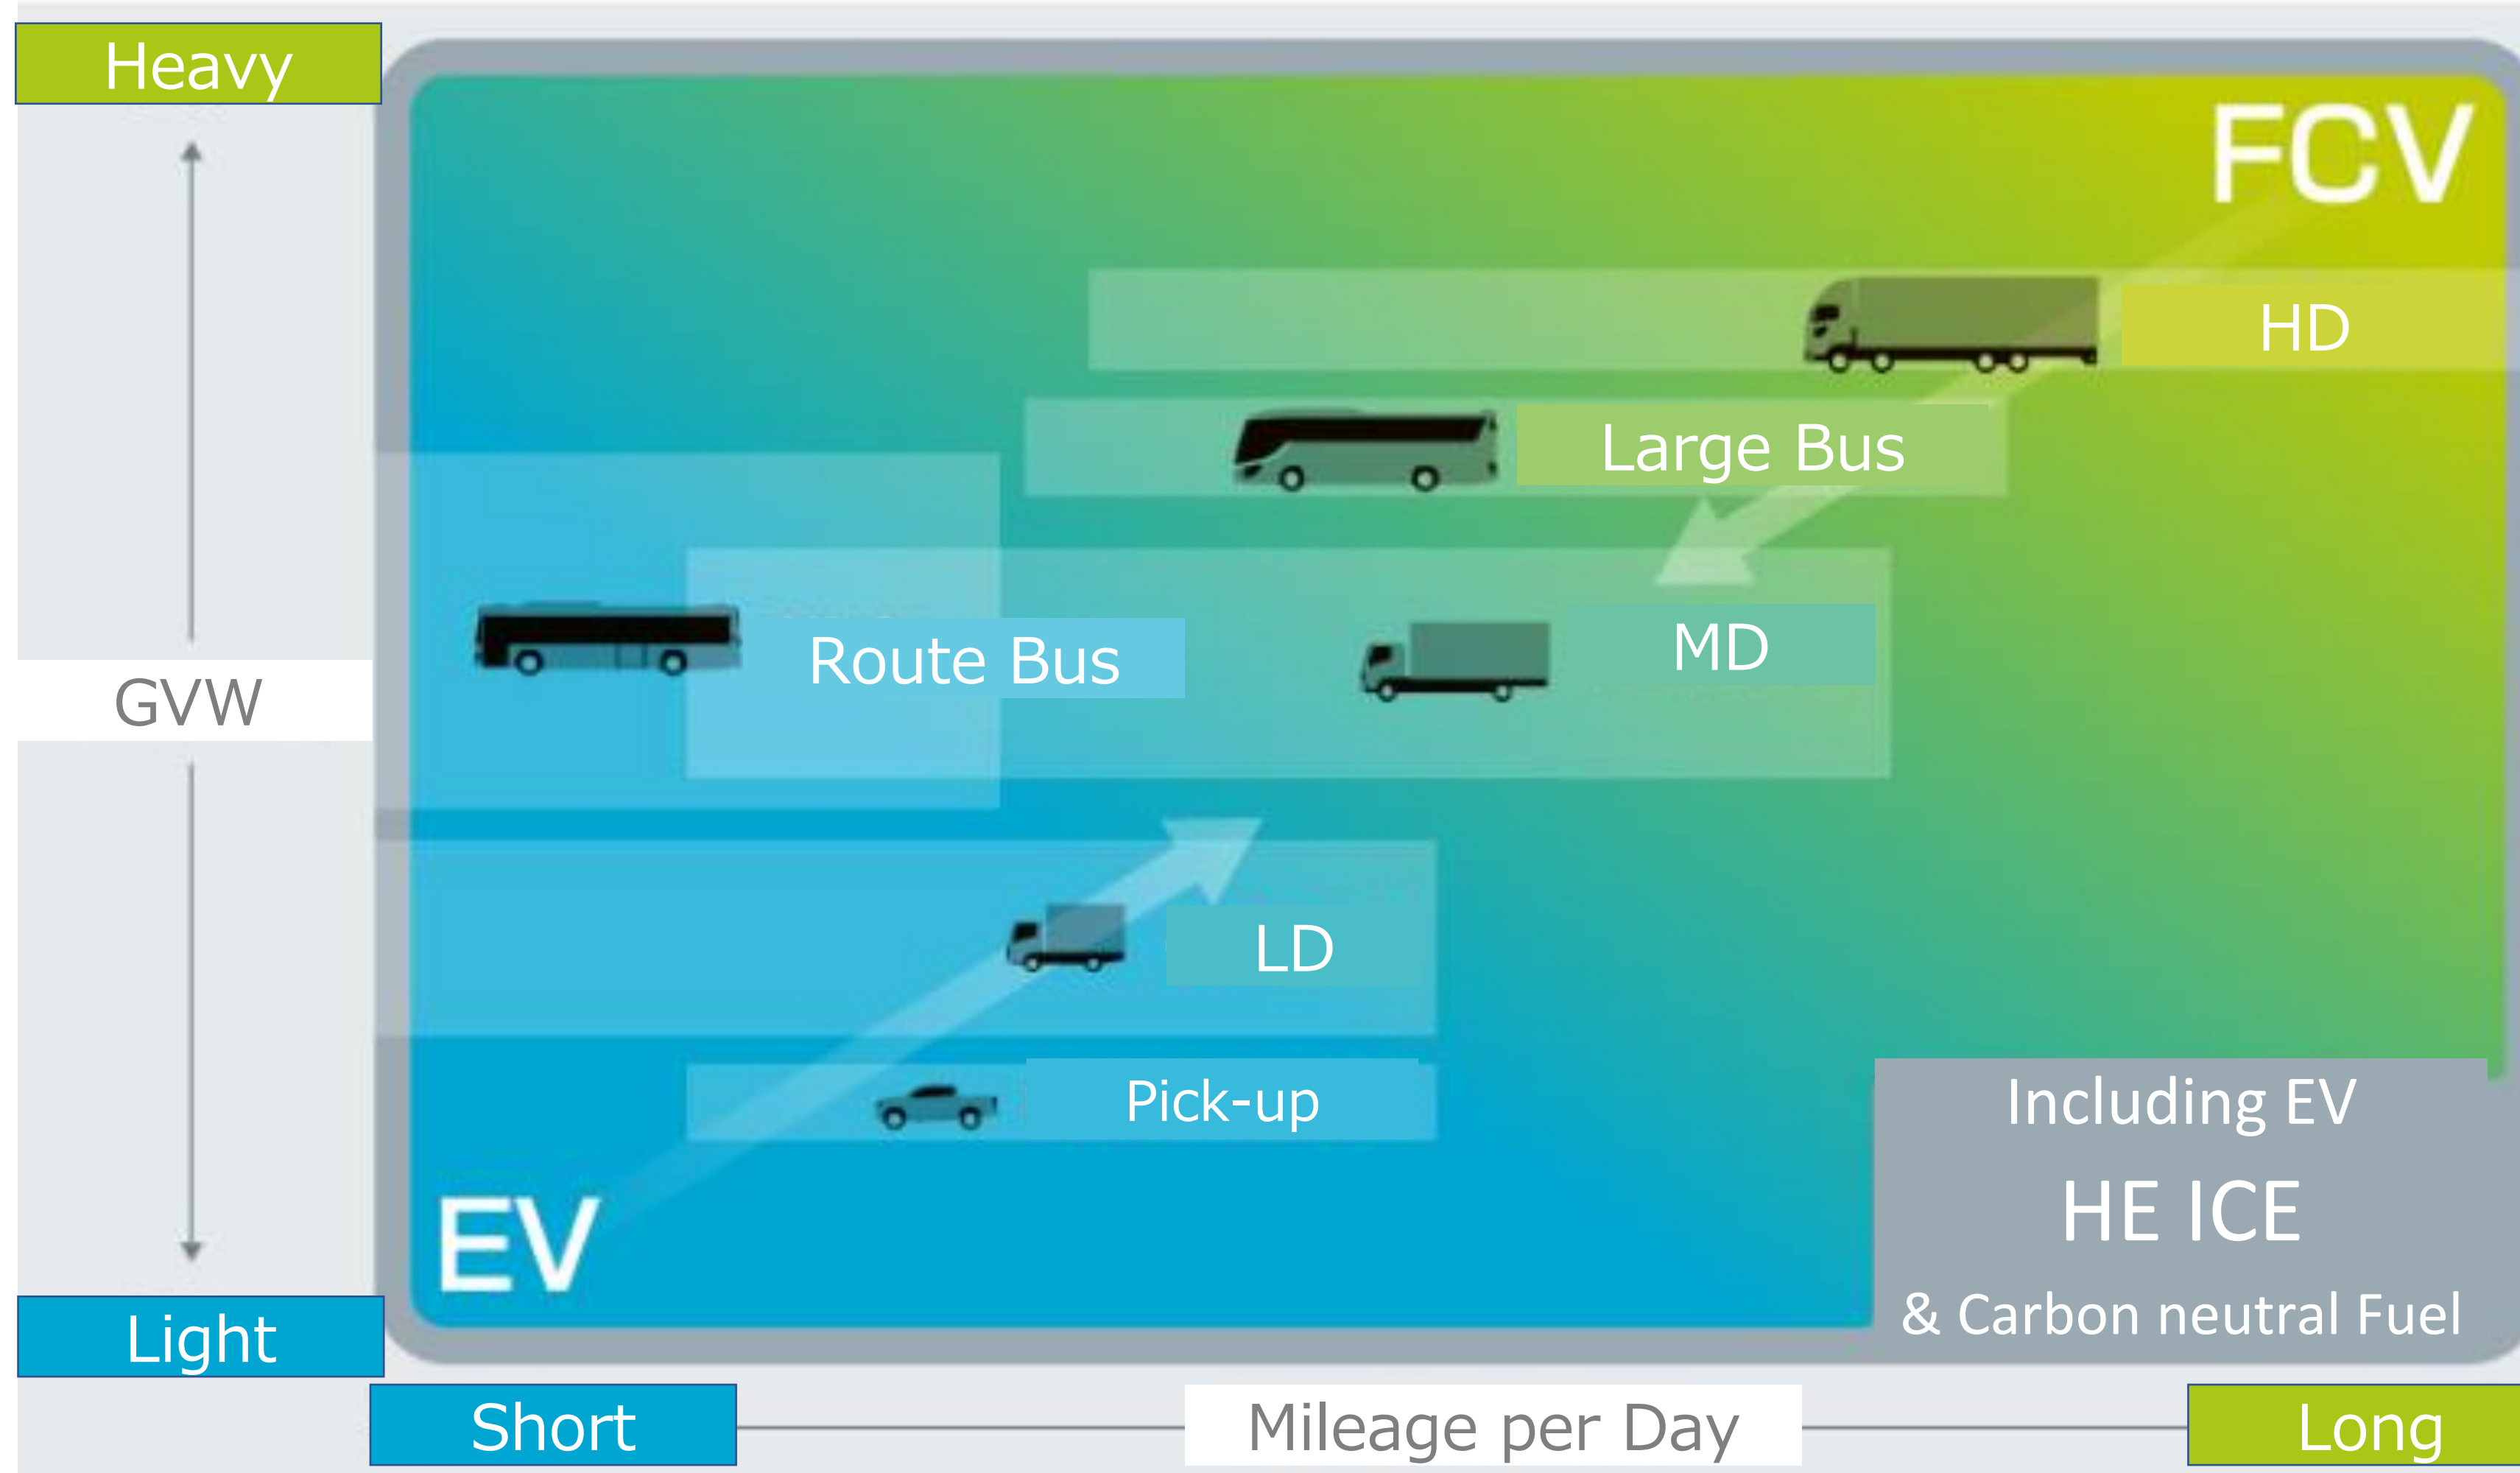 Heavy
FCV
HD
Large Bus
MD
Route Bus
GVW
LD
Pick-up
Including EV
HE ICE
& Carbon neutral Fuel
EV
Light
Short
Mileage per Day
Long